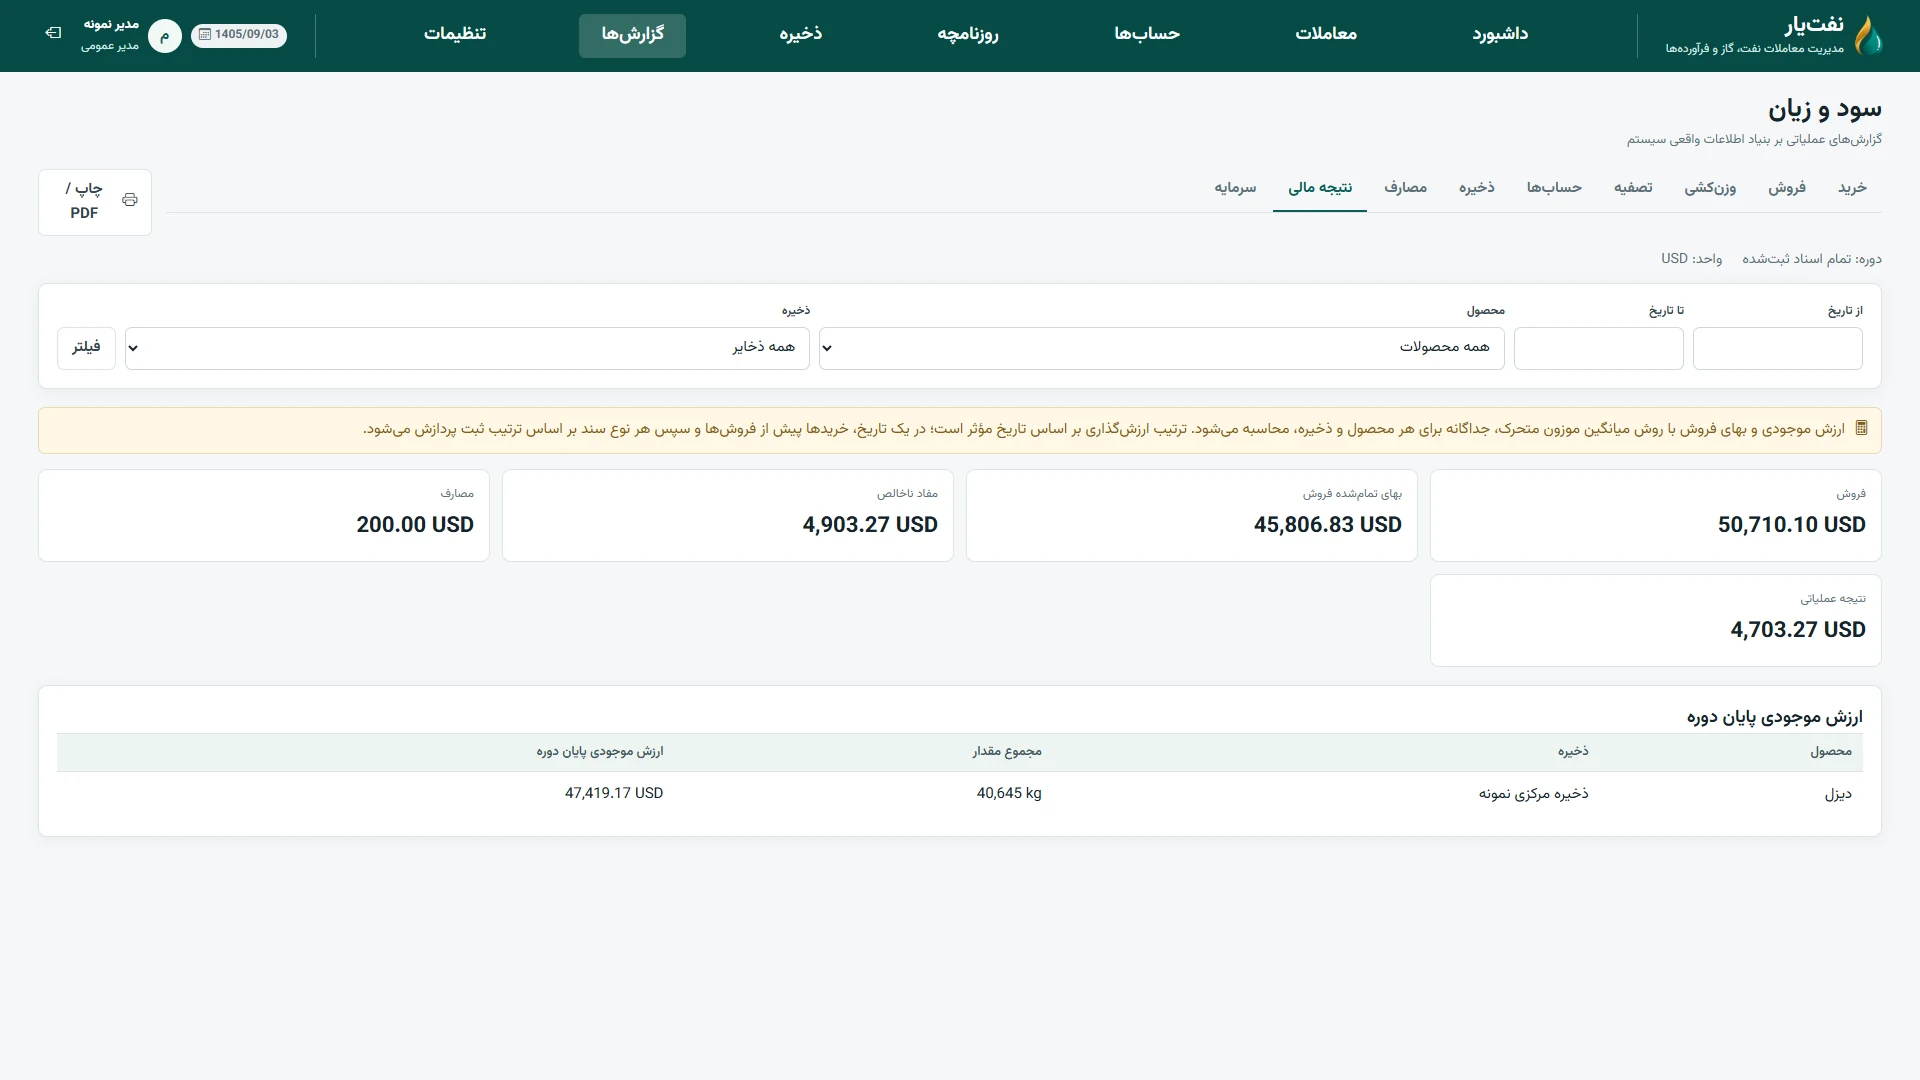 نفت‌یار
مدیریت معاملات نفت، گاز و فرآورده‌ها
داشبورد
معاملات
حساب‌ها
روزنامچه
ذخیره
گزارش‌ها
تنظیمات
1405/09/03
م
مدیر نمونه
مدیر عمومی
سود و زیان
گزارش‌های عملیاتی بر بنیاد اطلاعات واقعی سیستم
خرید
فروش
وزن‌کشی
تصفیه
حساب‌ها
ذخیره
مصارف
نتیجه مالی
سرمایه
چاپ /
PDF
دوره: تمام اسناد ثبت‌شده
واحد: USD
از تاریخ
تا تاریخ
محصول
ذخیره
همه محصولات
همه ذخایر
فیلتر
ارزش موجودی و بهای فروش با روش میانگین موزون متحرک، جداگانه برای هر محصول و ذخیره، محاسبه می‌شود. ترتیب ارزش‌گذاری بر اساس تاریخ مؤثر است؛ در یک تاریخ، خریدها پیش از فروش‌ها و سپس هر نوع سند بر اساس ترتیب ثبت پردازش می‌شود.
فروش
50,710.10 USD
بهای تمام‌شده فروش
45,806.83 USD
مفاد ناخالص
4,903.27 USD
مصارف
200.00 USD
نتیجه عملیاتی
4,703.27 USD
ارزش موجودی پایان دوره
محصول ذخیره مجموع مقدار ارزش موجودی پایان دوره
دیزل ذخیره مرکزی نمونه 40,645 kg 47,419.17 USD